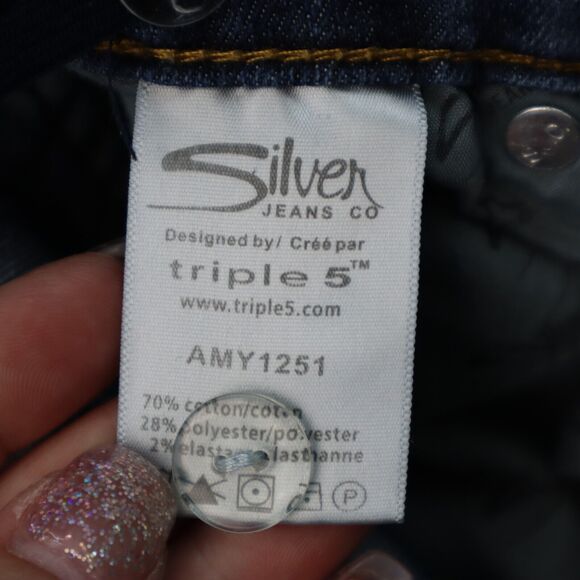 Silver
JEANS CO
Designed by/ Créé par
triple 5™
www.triple5.com
AMY1251
70% cotton/coton
28% polyester/polyester
2% elastane/elasthanne
P